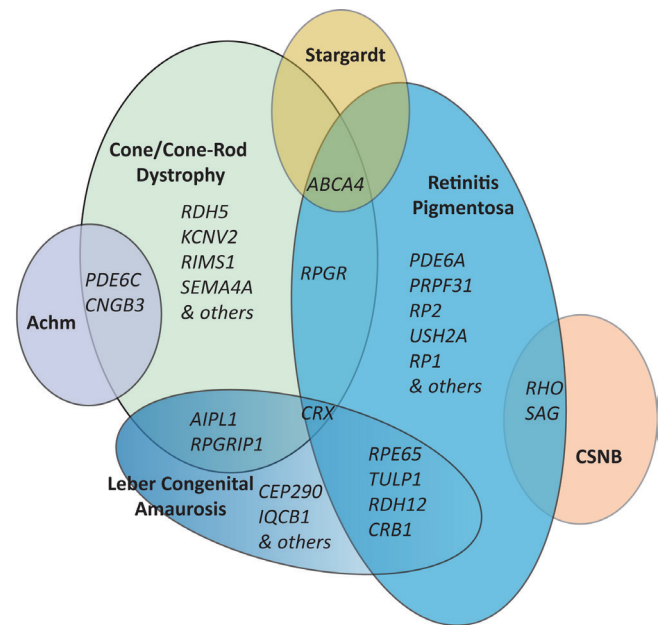 Stargardt
Cone/Cone-Rod
Dystrophy
ABCA4
Retinitis
Pigmentosa
RDH5
KCNV2
RIMS1
SEMA4A
& others
PDE6C
CNGB3
Achm
RPGR
PDE6A
PRPF31
RP2
USH2A
RP1
& others
RHO
SAG
CSNB
AIPL1
RPGRIP1
CRX
Leber Congenital
Amaurosis
CEP290
IQCB1
& others
RPE65
TULP1
RDH12
CRB1